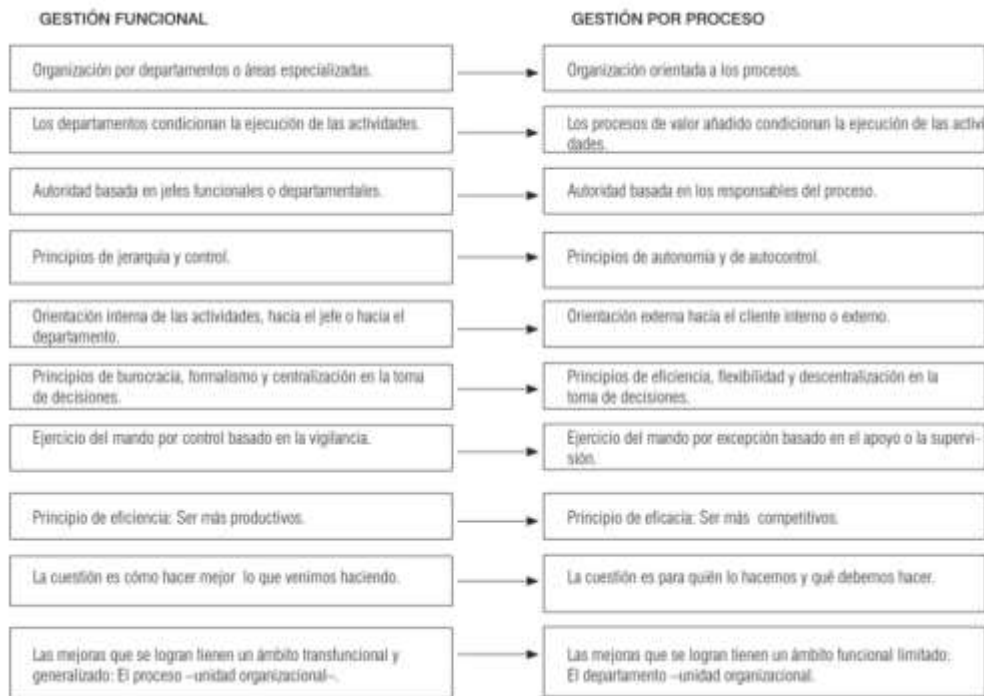 GESTIÓN FUNCIONAL
GESTIÓN POR PROCESO
Organización por departamentos o áreas especializadas.
Organización orientada a los procesos.
Los departamentos condicionan la ejecución de las actividades.
Los procesos de valor añadido condicionan la ejecución de las activi
dades.
Autoridad basada en jefes funcionales o departamentales.
Autoridad basada en los responsables del proceso.
Principios de jerarquía y control.
Principios de autonomía y de autocontrol.
Orientación interna de las actividades, hacia el jefe o hacia el
departamento.
Orientación externa hacia el cliente interno o externo.
Principios de burocracia, formalismo y centralización en la toma
de decisiones.
Principios de eficiencia, flexibilidad y descentralización en la
toma de decisiones.
Ejercicio del mando por control basado en la vigilancia.
Ejercicio del mando por excepción basado en el apoyo o la supervi-
sión.
Principio de eficiencia: Ser más productivos.
Principio de eficacia: Ser más competitivos.
La cuestión es cómo hacer mejor lo que venimos haciendo.
La cuestión es para quién lo hacemos y qué debemos hacer.
Las mejoras que se logran tienen un ámbito transfuncional y
generalizado: El proceso –unidad organizacional–.
Las mejoras que se logran tienen un ámbito funcional limitado:
El departamento –unidad organizacional.